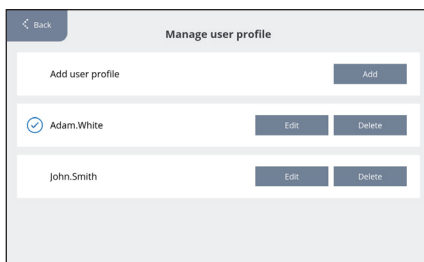 Back
Manage user profile
Add user profile Add
Adam.White Edit Delete
John.Smith Edit Delete